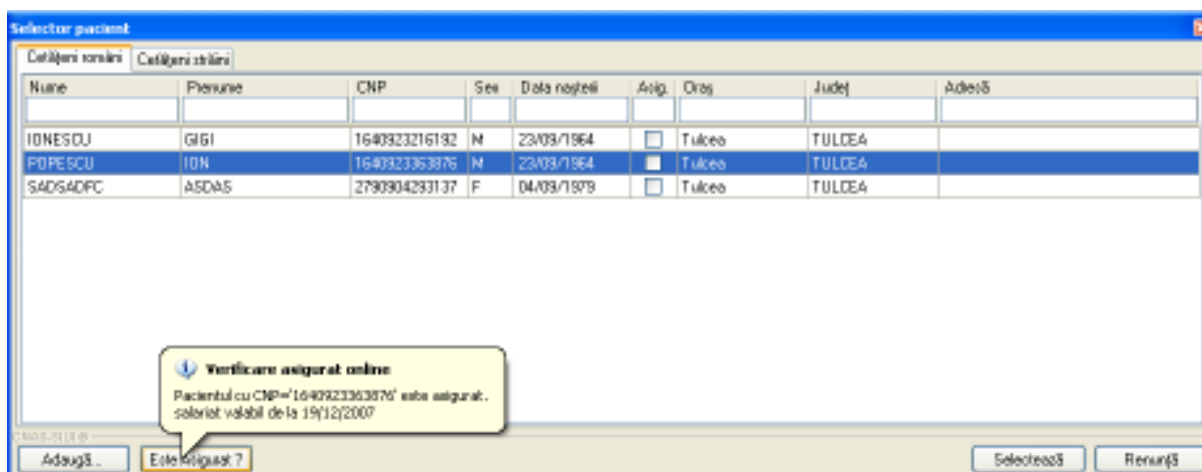 Selector pacient
Cetăţeni români Cetăţeni străini
Nume Prenume CNP Sex Data naşterii Asig. Oraş Judeţ Adresă
IONESCU GIGI 1640923216192 M 23/09/1964 Tulcea TULCEA
POPESCU ION 1640923363876 M 23/09/1964 Tulcea TULCEA
SADSADFC ASDAS 2790904293137 F 04/09/1979 Tulcea TULCEA
Verificare asigurat online
Pacientul cu CNP='1640923363876' este asigurat.
salariat valabil de la 19/12/2007
Adaugă... Este Asigurat ? Selectează Renunţă